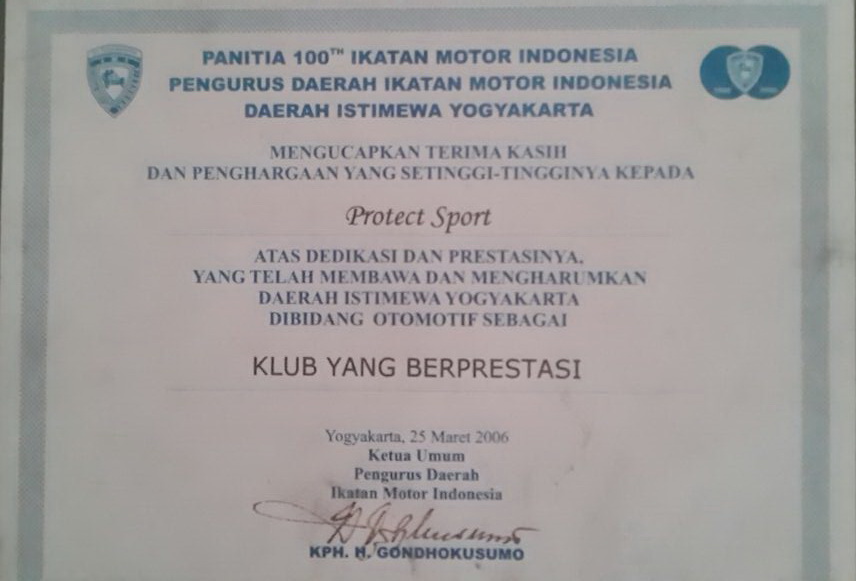 PANITIA 100TH IKATAN MOTOR INDONESIA
PENGURUS DAERAH IKATAN MOTOR INDONESIA
DAERAH ISTIMEWA YOGYAKARTA
MENGUCAPKAN TERIMA KASIH
DAN PENGHARGAAN YANG SETINGGI-TINGGINYA KEPADA
Protect Sport
ATAS DEDIKASI DAN PRESTASINYA,
YANG TELAH MEMBAWA DAN MENGHARUMKAN
DAERAH ISTIMEWA YOGYAKARTA
DIBIDANG OTOMOTIF SEBAGAI
KLUB YANG BERPRESTASI
Yogyakarta, 25 Maret 2006
Ketua Umum
Pengurus Daerah
Ikatan Motor Indonesia
KPH. H. GONDHOKUSUMO